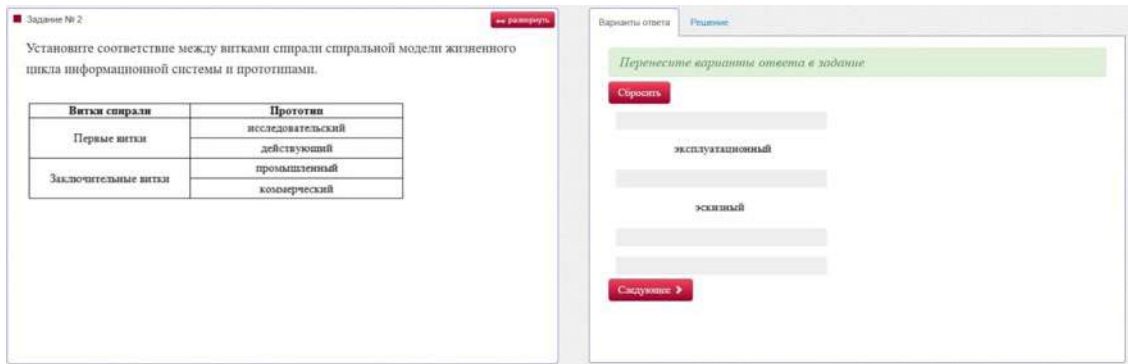 Задание № 2
развернуть
Установите соответствие между витками спирали спиральной модели жизненного
цикла информационной системы и прототипами.
Витки спирали Прототип
Первые витки
исследовательский
действующий
Заключительные витки
промышленный
коммерческий
Варианты ответа Решение
Перенесите варианты ответа в задание
Сбросить
эксплуатационный
эскизный
Следующее